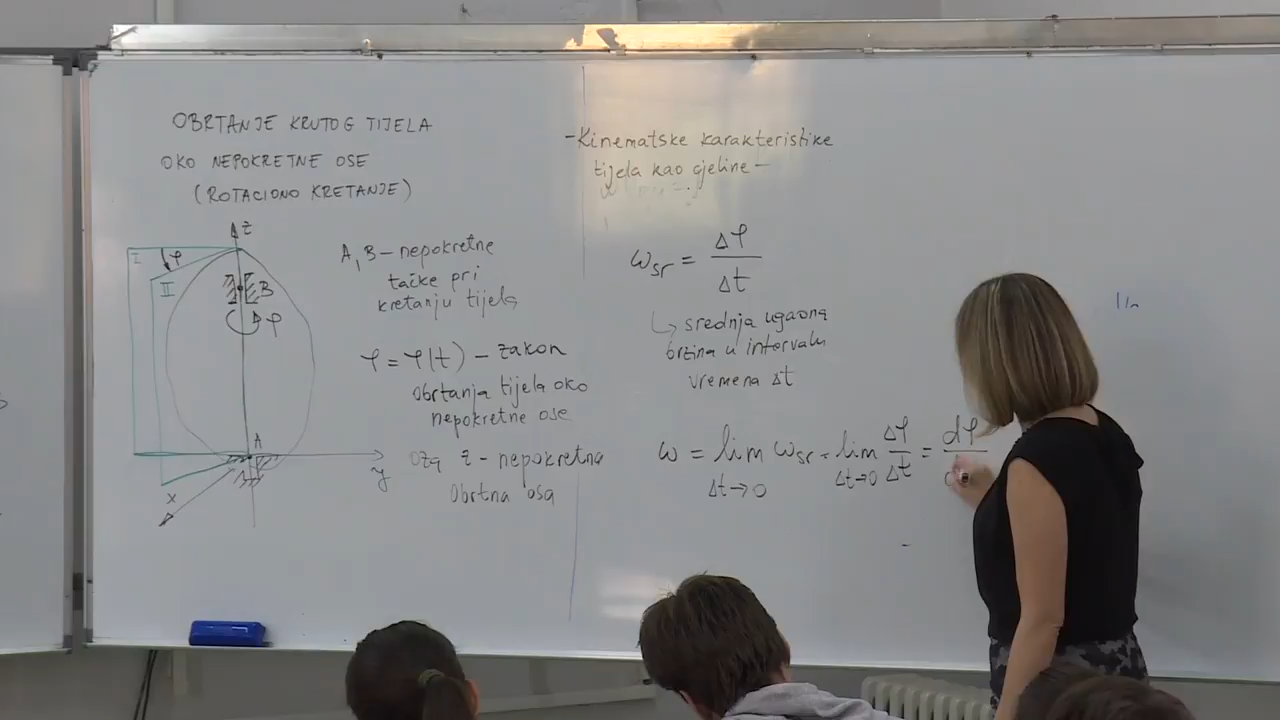 OBRTANJE KRUTOG TIJELA
OKO NEPOKRETNE OSE
(ROTACIONO KRETANJE)
z
I
φ
II
B
φ
A
y
x
A, B – nepokretne
tačke pri
kretanju tijela
φ = φ(t) – zakon
obrtanja tijela oko
nepokretne ose
osa z – nepokretna
obrtna osa
- Kinematske karakteristike
tijela kao cjeline -
ωsr = Δφ / Δt
↳ srednja ugaona
brzina u intervalu
vremena Δt
ω = lim ωsr = lim Δφ/Δt = dφ
Δt→0 Δt→0